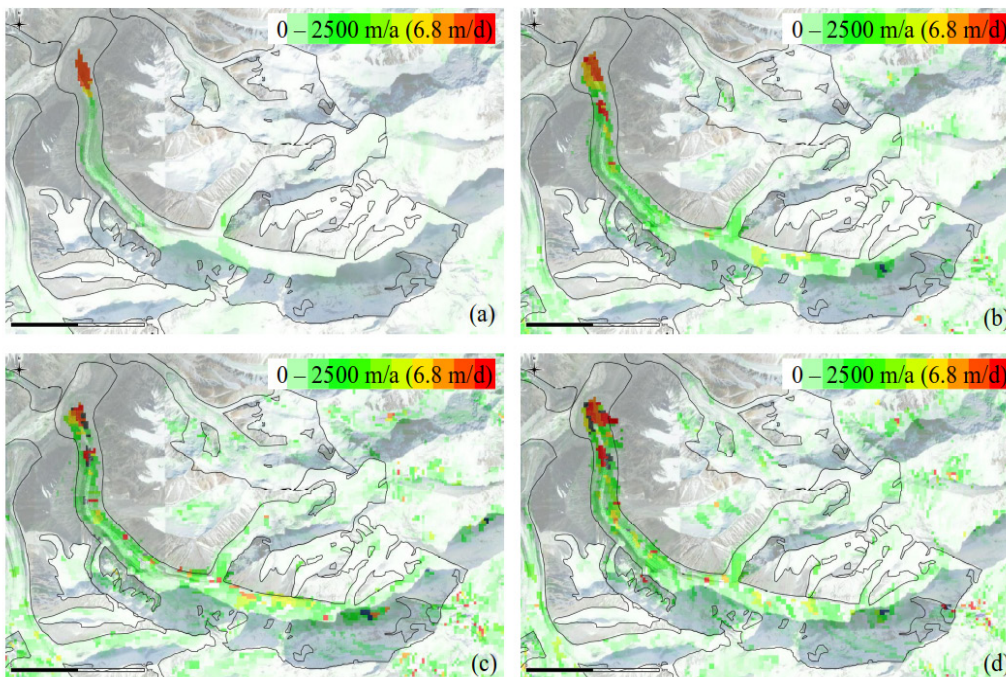 0 – 2500 m/a (6.8 m/d)
(a)
0 – 2500 m/a (6.8 m/d)
(b)
0 – 2500 m/a (6.8 m/d)
(c)
0 – 2500 m/a (6.8 m/d)
(d)